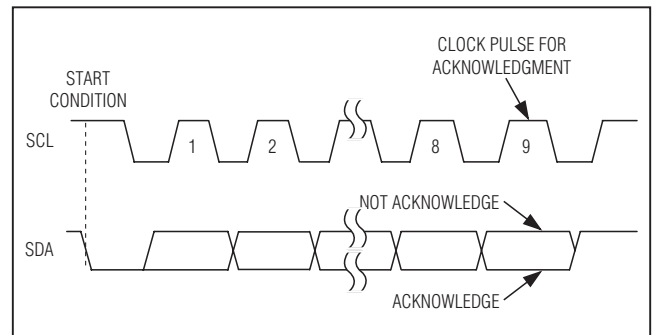 CLOCK PULSE FOR
ACKNOWLEDGMENT
START
CONDITION
SCL
1
2
8
9
NOT ACKNOWLEDGE
SDA
ACKNOWLEDGE